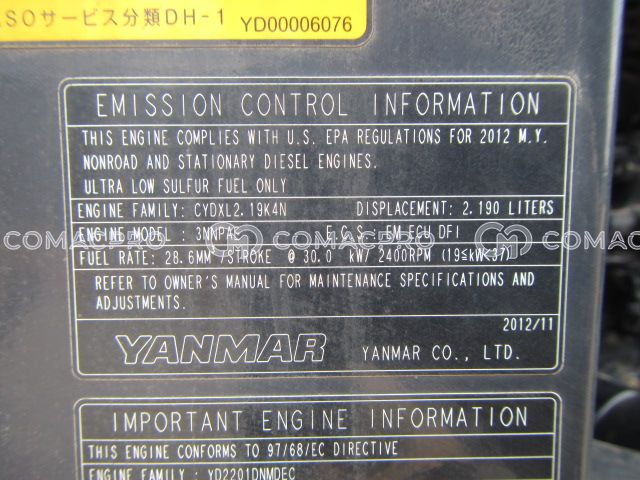 SOサービス分類DH-1 YD00006076
EMISSION CONTROL INFORMATION
THIS ENGINE COMPLIES WITH U.S. EPA REGULATIONS FOR 2012 M.Y.
NONROAD AND STATIONARY DIESEL ENGINES.
ULTRA LOW SULFUR FUEL ONLY
ENGINE FAMILY: CYDXL2.19K4N DISPLACEMENT: 2.190 LITERS
ENGINE MODEL : E.C.S.: EM ECU DFI
FUEL RATE: 28.6MM³/STROKE @ 30.0 kW/ 2400RPM (19≦kW<37)
REFER TO OWNER'S MANUAL FOR MAINTENANCE SPECIFICATIONS AND
ADJUSTMENTS.
2012/11
YANMAR YANMAR CO., LTD.
IMPORTANT ENGINE INFORMATION
THIS ENGINE CONFORMS TO 97/68/EC DIRECTIVE
ENGINE FAMILY : YD2201DNMDEC
COMACPRO COMACPRO